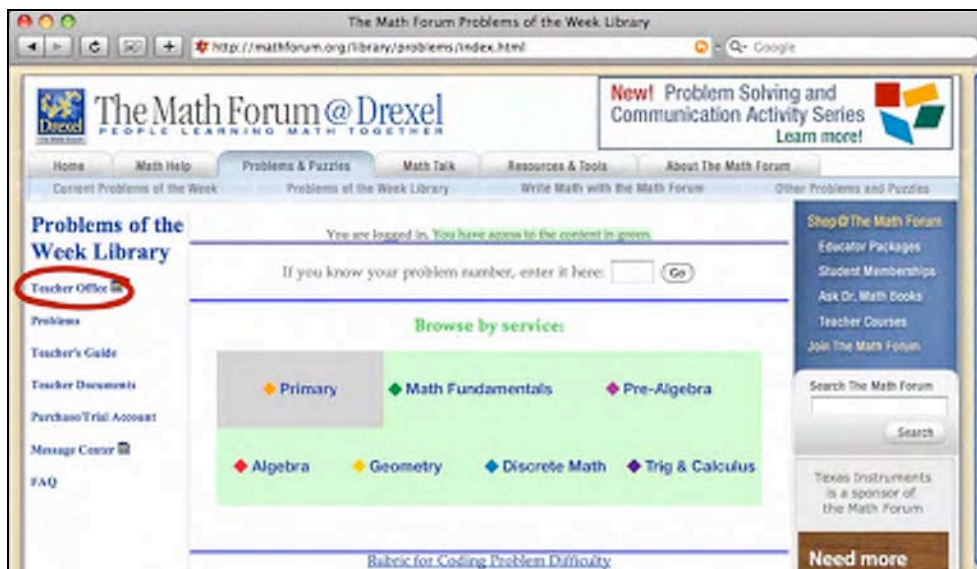 The Math Forum Problems of the Week Library
http://mathforum.org/library/problems/index.html
Q- Google
Drexel
The Math Forum @ Drexel
PEOPLE LEARNING MATH TOGETHER
New! Problem Solving and
Communication Activity Series
Learn more!
Home Math Help Problems & Puzzles Math Talk Resources & Tools About The Math Forum
Current Problems of the Week Problems of the Week Library Write Math with the Math Forum Other Problems and Puzzles
Problems of the
Week Library
Teacher Office
Problems
Teacher's Guide
Teacher Documents
Purchase/Trial Account
Message Center
FAQ
You are logged in. You have access to the content in green.
If you know your problem number, enter it here: Go
Browse by service:
Primary Math Fundamentals Pre-Algebra
Algebra Geometry Discrete Math Trig & Calculus
Rubric for Coding Problem Difficulty
Shop@The Math Forum
Educator Packages
Student Memberships
Ask Dr. Math Books
Teacher Courses
Join The Math Forum
Search The Math Forum
Search
Texas Instruments
is a sponsor of
the Math Forum
Need more